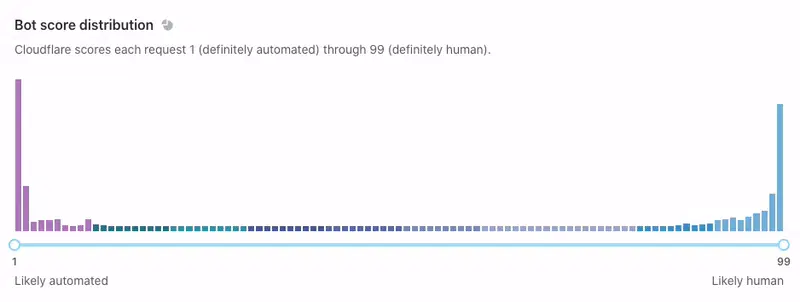 Bot score distribution
Cloudflare scores each request 1 (definitely automated) through 99 (definitely human).
1 99
Likely automated Likely human